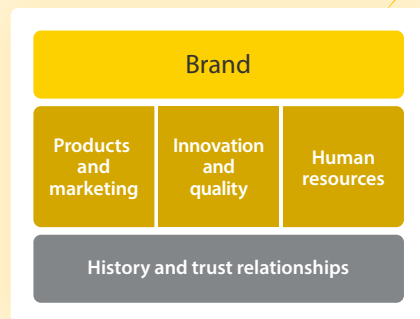 Brand
Products
and
marketing
Innovation
and
quality
Human
resources
History and trust relationships